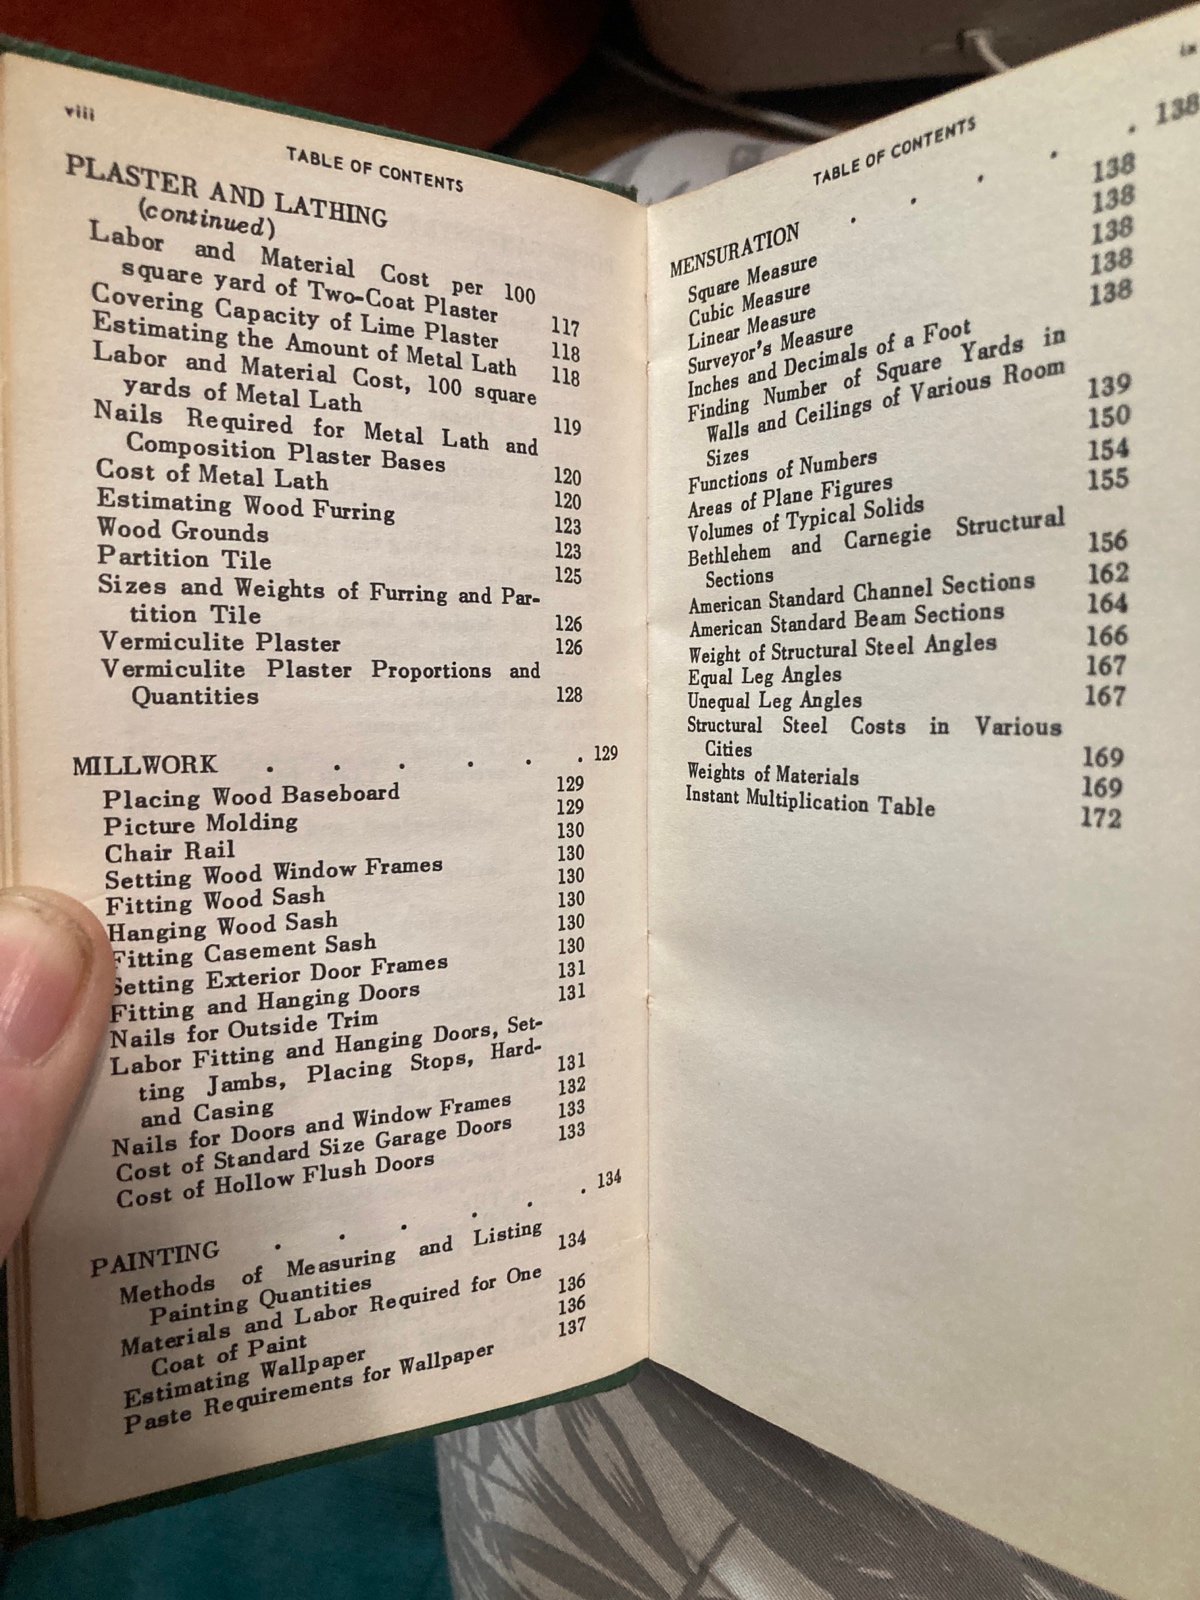 viii
TABLE OF CONTENTS
PLASTER AND LATHING
(continued)
Labor and Material Cost per 100
square yard of Two-Coat Plaster 117
Covering Capacity of Lime Plaster 118
Estimating the Amount of Metal Lath 118
Labor and Material Cost, 100 square
yards of Metal Lath 119
Nails Required for Metal Lath and
Composition Plaster Bases 120
Cost of Metal Lath 120
Estimating Wood Furring 123
Wood Grounds 123
Partition Tile 125
Sizes and Weights of Furring and Par-
tition Tile 126
Vermiculite Plaster 126
Vermiculite Plaster Proportions and
Quantities 128
MILLWORK . . . . . . 129
Placing Wood Baseboard 129
Picture Molding 129
Chair Rail 130
Setting Wood Window Frames 130
Fitting Wood Sash 130
Hanging Wood Sash 130
Fitting Casement Sash 130
Setting Exterior Door Frames 130
Fitting and Hanging Doors 131
Nails for Outside Trim 131
Labor Fitting and Hanging Doors, Set-
ting Jambs, Placing Stops, Hard-
and Casing 131
Nails for Doors and Window Frames 132
Cost of Standard Size Garage Doors 133
Cost of Hollow Flush Doors 133
PAINTING . . . . . . 134
Methods of Measuring and Listing
Painting Quantities 134
Materials and Labor Required for One
Coat of Paint 136
Estimating Wallpaper 136
Paste Requirements for Wallpaper 137
ix
TABLE OF CONTENTS
MENSURATION . . . . . 138
Square Measure 138
Cubic Measure 138
Linear Measure 138
Surveyor's Measure 138
Inches and Decimals of a Foot 138
Finding Number of Square Yards in
Walls and Ceilings of Various Room
Sizes 139
Functions of Numbers 150
Areas of Plane Figures 154
Volumes of Typical Solids 155
Bethlehem and Carnegie Structural
Sections 156
American Standard Channel Sections 162
American Standard Beam Sections 164
Weight of Structural Steel Angles 166
Equal Leg Angles 167
Unequal Leg Angles 167
Structural Steel Costs in Various
Cities 169
Weights of Materials 169
Instant Multiplication Table 172